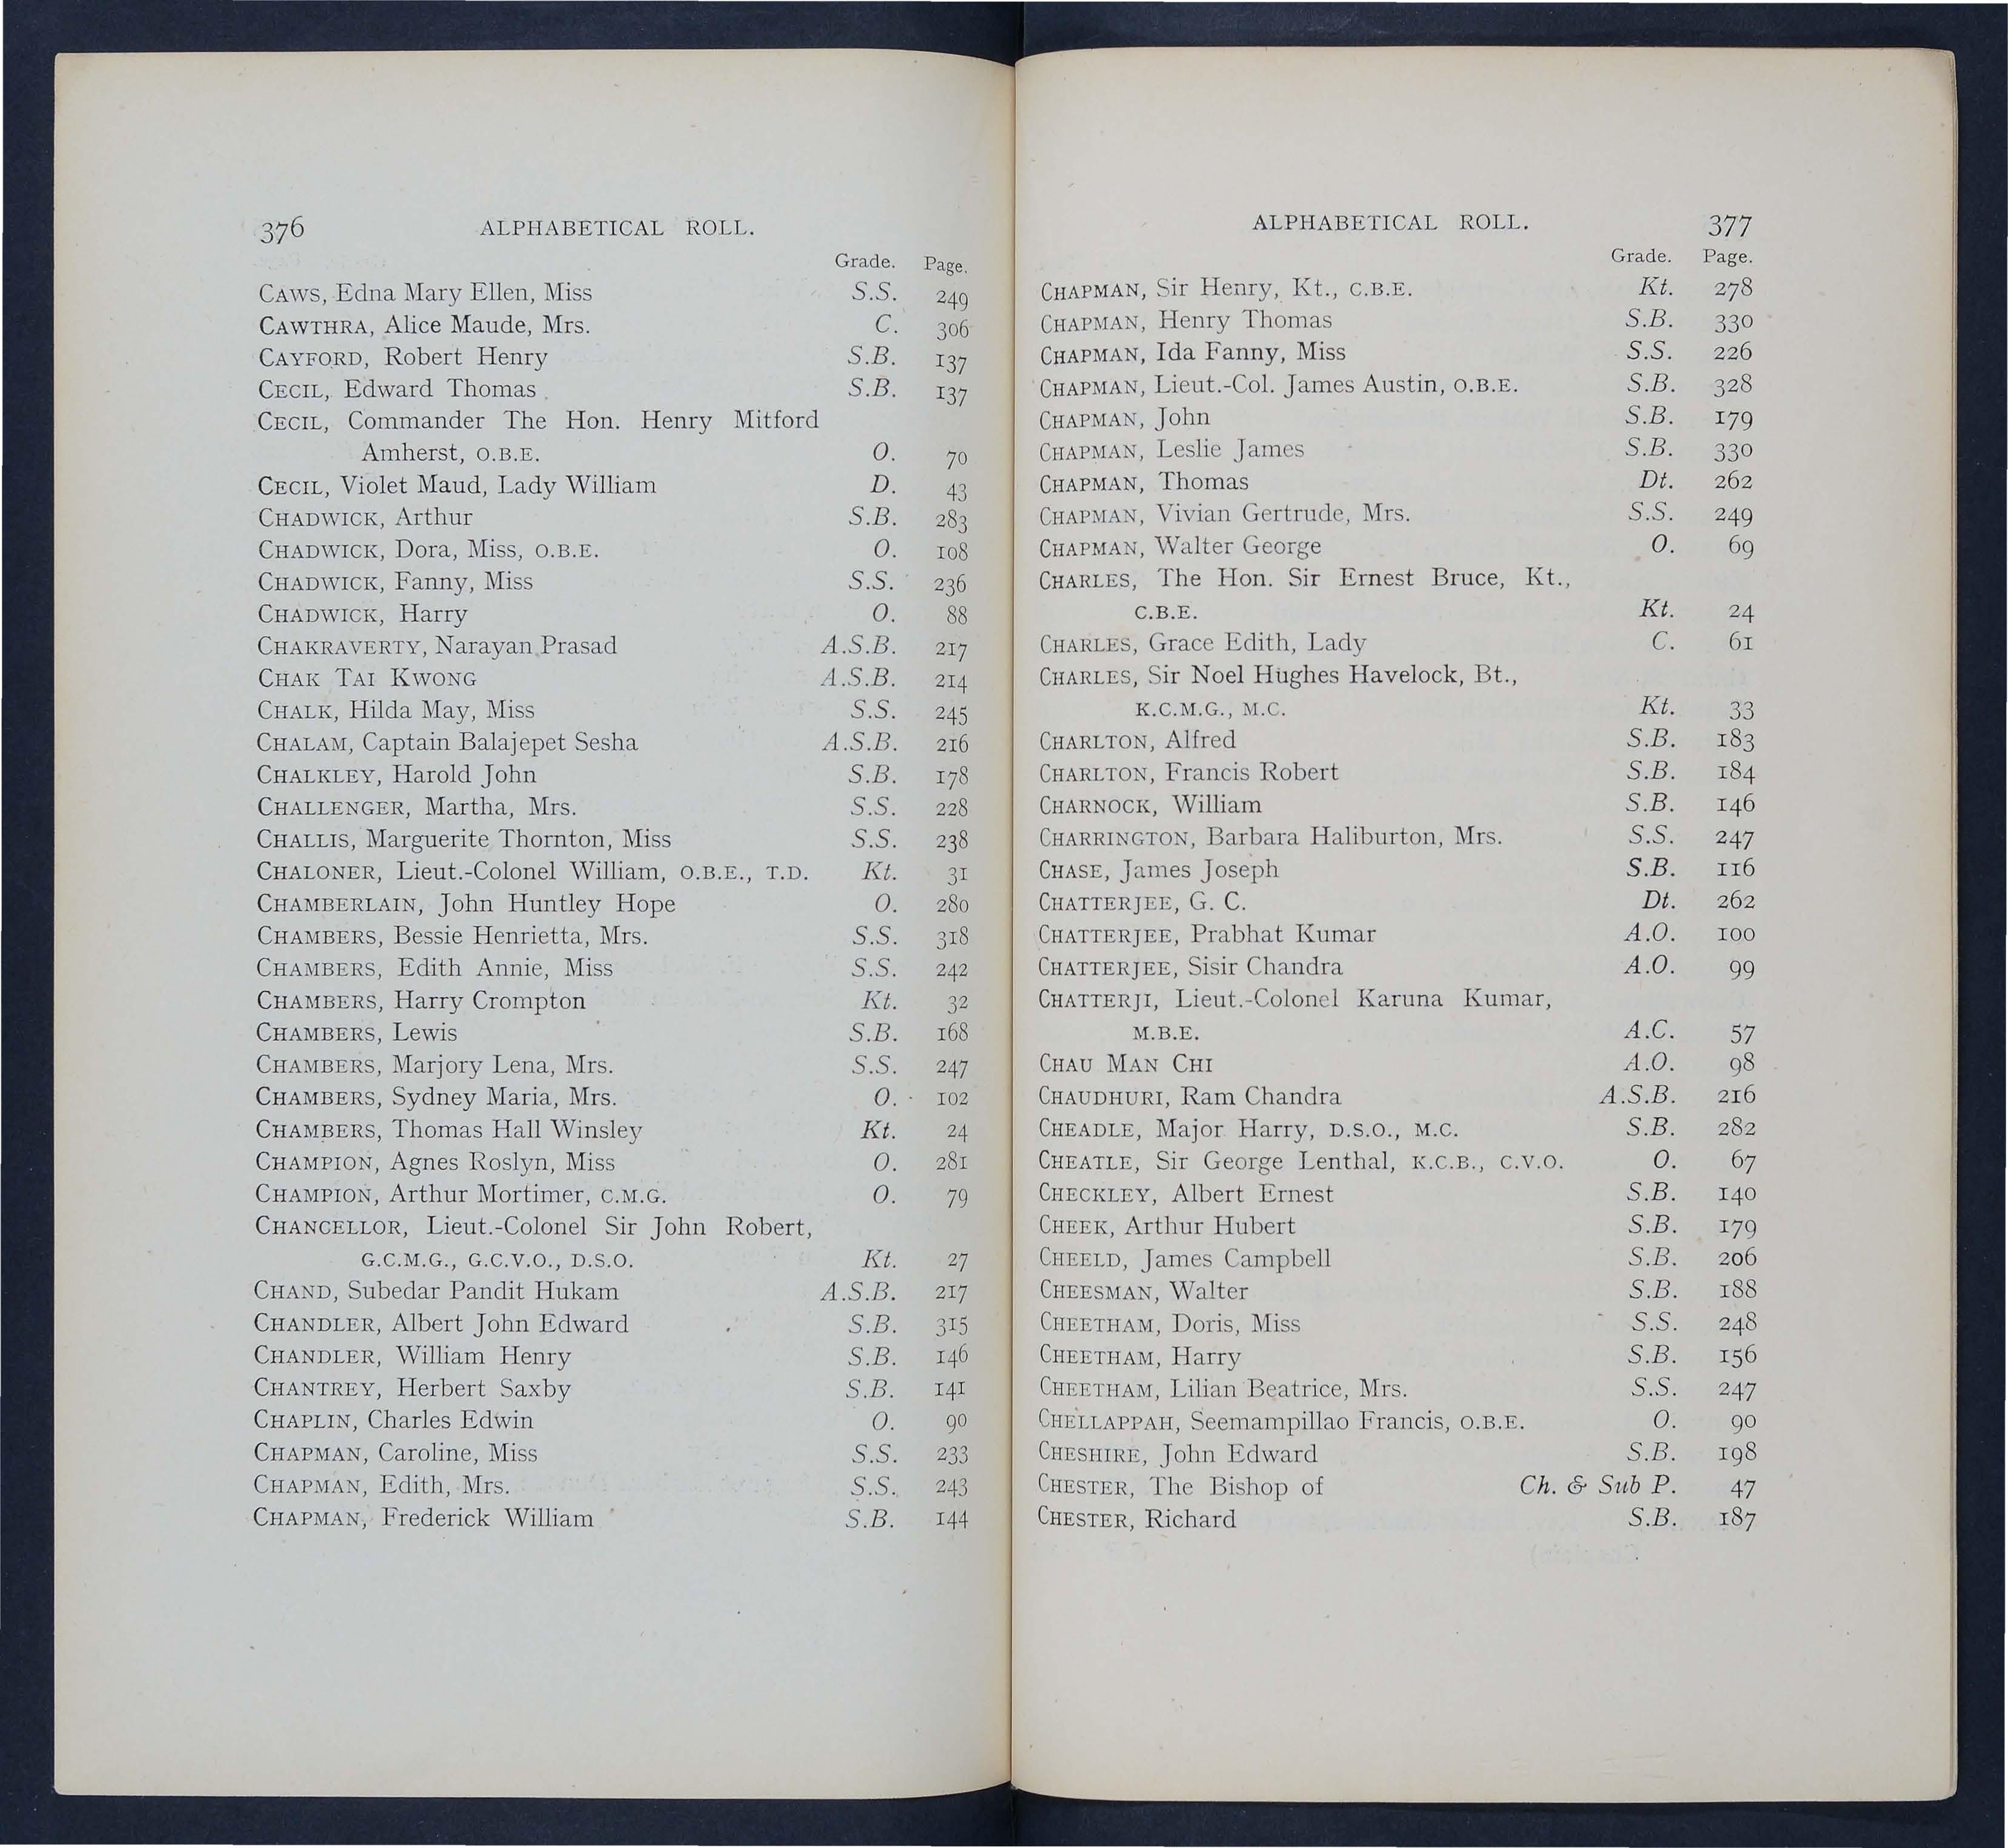 376 ALPHABETICAL ROLL.
Grade. Page.
CAWS, Edna Mary Ellen, Miss S.S. 249
CAWTHRA, Alice Maude, Mrs. C. 306
CAYFORD, Robert Henry S.B. 137
CECIL, Edward Thomas S.B. 137
CECIL, Commander The Hon. Henry Mitford
Amherst, O.B.E. O. 70
CECIL, Violet Maud, Lady William D. 43
CHADWICK, Arthur S.B. 283
CHADWICK, Dora, Miss, O.B.E. O. 108
CHADWICK, Fanny, Miss S.S. 236
CHADWICK, Harry O. 88
CHAKRAVERTY, Narayan Prasad A.S.B. 217
CHAK TAI KWONG A.S.B. 214
CHALK, Hilda May, Miss S.S. 245
CHALAM, Captain Balajepet Sesha A.S.B. 216
CHALKLEY, Harold John S.B. 178
CHALLENGER, Martha, Mrs. S.S. 228
CHALLIS, Marguerite Thornton, Miss S.S. 238
CHALONER, Lieut.-Colonel William, O.B.E., T.D. Kt. 31
CHAMBERLAIN, John Huntley Hope O. 280
CHAMBERS, Bessie Henrietta, Mrs. S.S. 318
CHAMBERS, Edith Annie, Miss S.S. 242
CHAMBERS, Harry Crompton Kt. 32
CHAMBERS, Lewis S.B. 168
CHAMBERS, Marjory Lena, Mrs. S.S. 247
CHAMBERS, Sydney Maria, Mrs. O. 102
CHAMBERS, Thomas Hall Winsley Kt. 24
CHAMPION, Agnes Roslyn, Miss O. 281
CHAMPION, Arthur Mortimer, C.M.G. O. 79
CHANCELLOR, Lieut.-Colonel Sir John Robert,
G.C.M.G., G.C.V.O., D.S.O. Kt. 27
CHAND, Subedar Pandit Hukam A.S.B. 217
CHANDLER, Albert John Edward S.B. 315
CHANDLER, William Henry S.B. 146
CHANTREY, Herbert Saxby S.B. 141
CHAPLIN, Charles Edwin O. 90
CHAPMAN, Caroline, Miss S.S. 233
CHAPMAN, Edith, Mrs. S.S. 243
CHAPMAN, Frederick William S.B. 144
ALPHABETICAL ROLL. 377
Grade. Page.
CHAPMAN, Sir Henry, Kt., C.B.E. Kt. 278
CHAPMAN, Henry Thomas S.B. 330
CHAPMAN, Ida Fanny, Miss S.S. 226
CHAPMAN, Lieut.-Col. James Austin, O.B.E. S.B. 328
CHAPMAN, John S.B. 179
CHAPMAN, Leslie James S.B. 330
CHAPMAN, Thomas Dt. 262
CHAPMAN, Vivian Gertrude, Mrs. S.S. 249
CHAPMAN, Walter George O. 69
CHARLES, The Hon. Sir Ernest Bruce, Kt.,
C.B.E. Kt. 24
CHARLES, Grace Edith, Lady C. 61
CHARLES, Sir Noel Hughes Havelock, Bt.,
K.C.M.G., M.C. Kt. 33
CHARLTON, Alfred S.B. 183
CHARLTON, Francis Robert S.B. 184
CHARNOCK, William S.B. 146
CHARRINGTON, Barbara Haliburton, Mrs. S.S. 247
CHASE, James Joseph S.B. 116
CHATTERJEE, G. C. Dt. 262
CHATTERJEE, Prabhat Kumar A.O. 100
CHATTERJEE, Sisir Chandra A.O. 99
CHATTERJI, Lieut.-Colonel Karuna Kumar,
M.B.E. A.C. 57
CHAU MAN CHI A.O. 98
CHAUDHURI, Ram Chandra A.S.B. 216
CHEADLE, Major Harry, D.S.O., M.C. S.B. 282
CHEATLE, Sir George Lenthal, K.C.B., C.V.O. O. 67
CHECKLEY, Albert Ernest S.B. 140
CHEEK, Arthur Hubert S.B. 179
CHEELD, James Campbell S.B. 206
CHEESMAN, Walter S.B. 188
CHEETHAM, Doris, Miss S.S. 248
CHEETHAM, Harry S.B. 156
CHEETHAM, Lilian Beatrice, Mrs. S.S. 247
CHELLAPPAH, Seemampillao Francis, O.B.E. O. 90
CHESHIRE, John Edward S.B. 198
CHESTER, The Bishop of Ch. & Sub P. 47
CHESTER, Richard S.B. 187